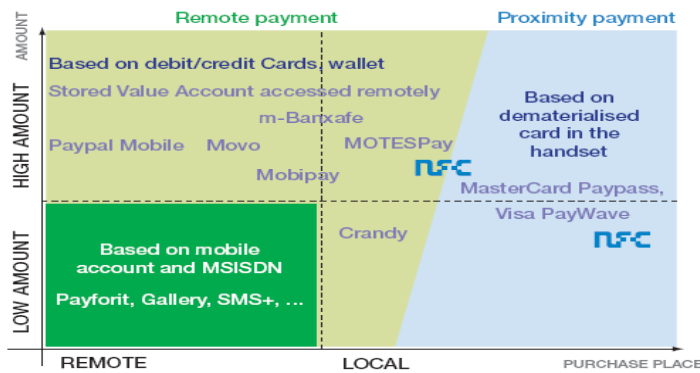 Remote payment
Proximity payment
AMOUNT
HIGH AMOUNT
LOW AMOUNT
Based on debit/credit Cards, wallet
Stored Value Account accessed remotely
m-Banxafe
Paypal Mobile
Movo
MOTESPay
Mobipay
NFC
Based on
dematerialised
card in the
handset
MasterCard Paypass,
Visa PayWave
NFC
Crandy
Based on mobile
account and MSISDN
Payforit, Gallery, SMS+, ...
REMOTE
LOCAL
PURCHASE PLACE